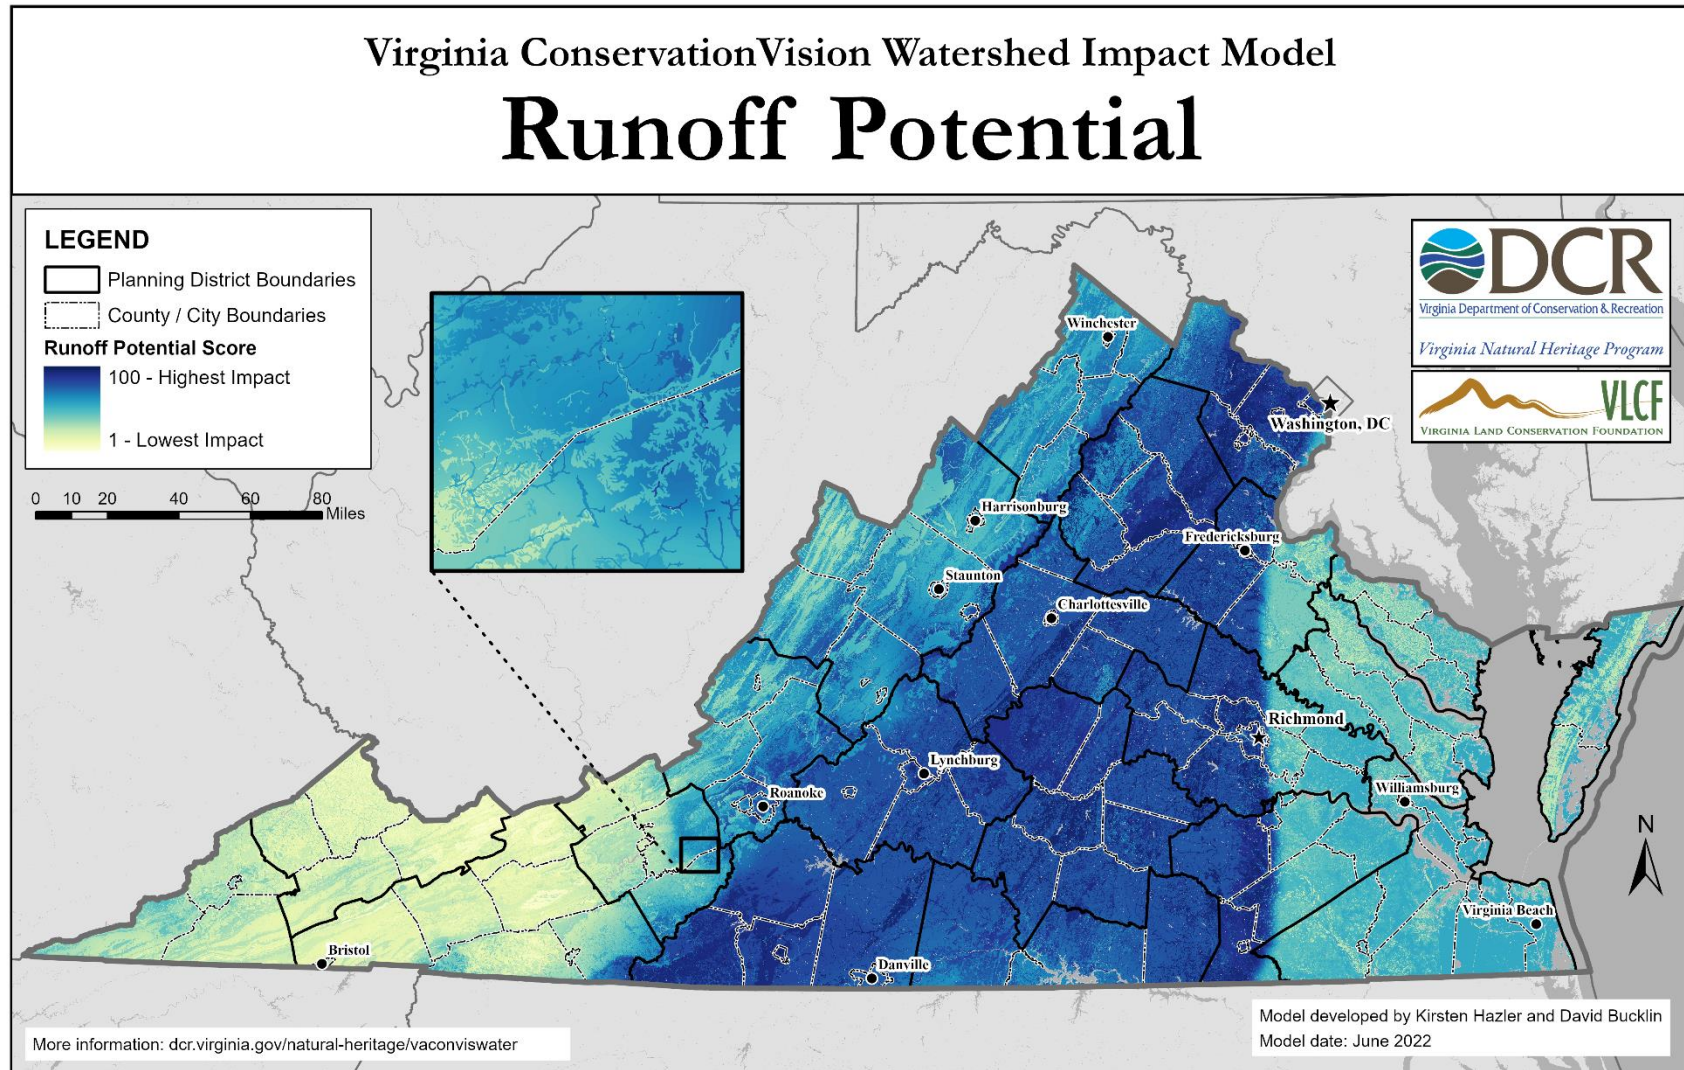 Virginia ConservationVision Watershed Impact Model
Runoff Potential
LEGEND
Planning District Boundaries
County / City Boundaries
Runoff Potential Score
100 - Highest Impact
1 - Lowest Impact
0 10 20 40 60 80
Miles
DCR
Virginia Department of Conservation & Recreation
Virginia Natural Heritage Program
VLCF
VIRGINIA LAND CONSERVATION FOUNDATION
Winchester
Washington, DC
Harrisonburg
Fredericksburg
Staunton
Charlottesville
Richmond
Lynchburg
Roanoke
Williamsburg
N
Virginia Beach
Bristol
Danville
More information: dcr.virginia.gov/natural-heritage/vaconviswater
Model developed by Kirsten Hazler and David Bucklin
Model date: June 2022